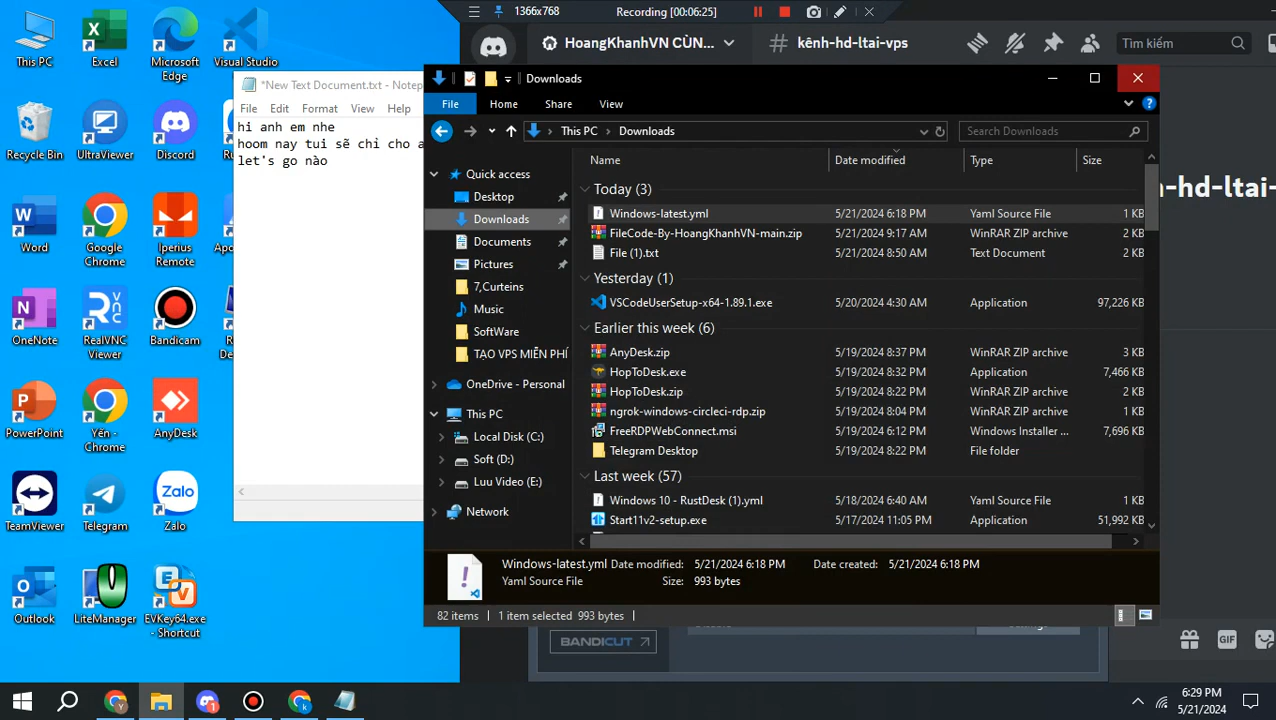 1366x768
Recording [00:06:25]
HoangKhanhVN CÙN...
kênh-hd-ltai-vps
Tìm kiếm
This PC
Excel
Microsoft
Edge
Visual Studio
Recycle Bin
UltraViewer
Discord
Word
Google
Chrome
Iperius
Remote
OneNote
RealVNC
Viewer
Bandicam
PowerPoint
Yến -
Chrome
AnyDesk
TeamViewer
Telegram
Zalo
Outlook
LiteManager
EVKey64.exe
- Shortcut
*New Text Document.txt - Notep
File Edit Format View Help
hi anh em nhe
hoom nay tui sẽ chỉ cho a
let's go nào
Downloads
File Home Share View
This PC Downloads
Search Downloads
Quick access
Desktop
Downloads
Documents
Pictures
7,Curteins
Music
SoftWare
TẠO VPS MIỄN PHÍ
OneDrive - Personal
This PC
Local Disk (C:)
Soft (D:)
Luu Video (E:)
Network
Name Date modified Type Size
Today (3)
Windows-latest.yml 5/21/2024 6:18 PM Yaml Source File 1 KB
FileCode-By-HoangKhanhVN-main.zip 5/21/2024 9:17 AM WinRAR ZIP archive 2 KB
File (1).txt 5/21/2024 8:50 AM Text Document 2 KB
Yesterday (1)
VSCodeUserSetup-x64-1.89.1.exe 5/20/2024 4:30 AM Application 97,226 KB
Earlier this week (6)
AnyDesk.zip 5/19/2024 8:37 PM WinRAR ZIP archive 3 KB
HopToDesk.exe 5/19/2024 8:32 PM Application 7,466 KB
HopToDesk.zip 5/19/2024 8:22 PM WinRAR ZIP archive 2 KB
ngrok-windows-circleci-rdp.zip 5/19/2024 8:04 PM WinRAR ZIP archive 1 KB
FreeRDPWebConnect.msi 5/19/2024 6:12 PM Windows Installer ... 7,696 KB
Telegram Desktop 5/19/2024 8:22 PM File folder
Last week (57)
Windows 10 - RustDesk (1).yml 5/18/2024 6:40 AM Yaml Source File 1 KB
Start11v2-setup.exe 5/17/2024 11:05 PM Application 51,992 KB
Windows-latest.yml Date modified: 5/21/2024 6:18 PM Date created: 5/21/2024 6:18 PM
Yaml Source File Size: 993 bytes
82 items 1 item selected 993 bytes
n-hd-ltai-
BANDICUT
GIF
6:29 PM
5/21/2024